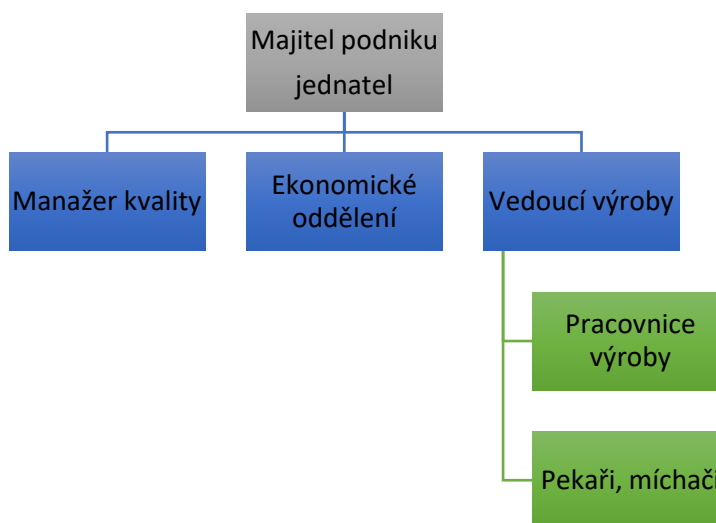 Majitel podniku
jednatel
Manažer kvality
Ekonomické
oddělení
Vedoucí výroby
Pracovnice
výroby
Pekaři, míchači